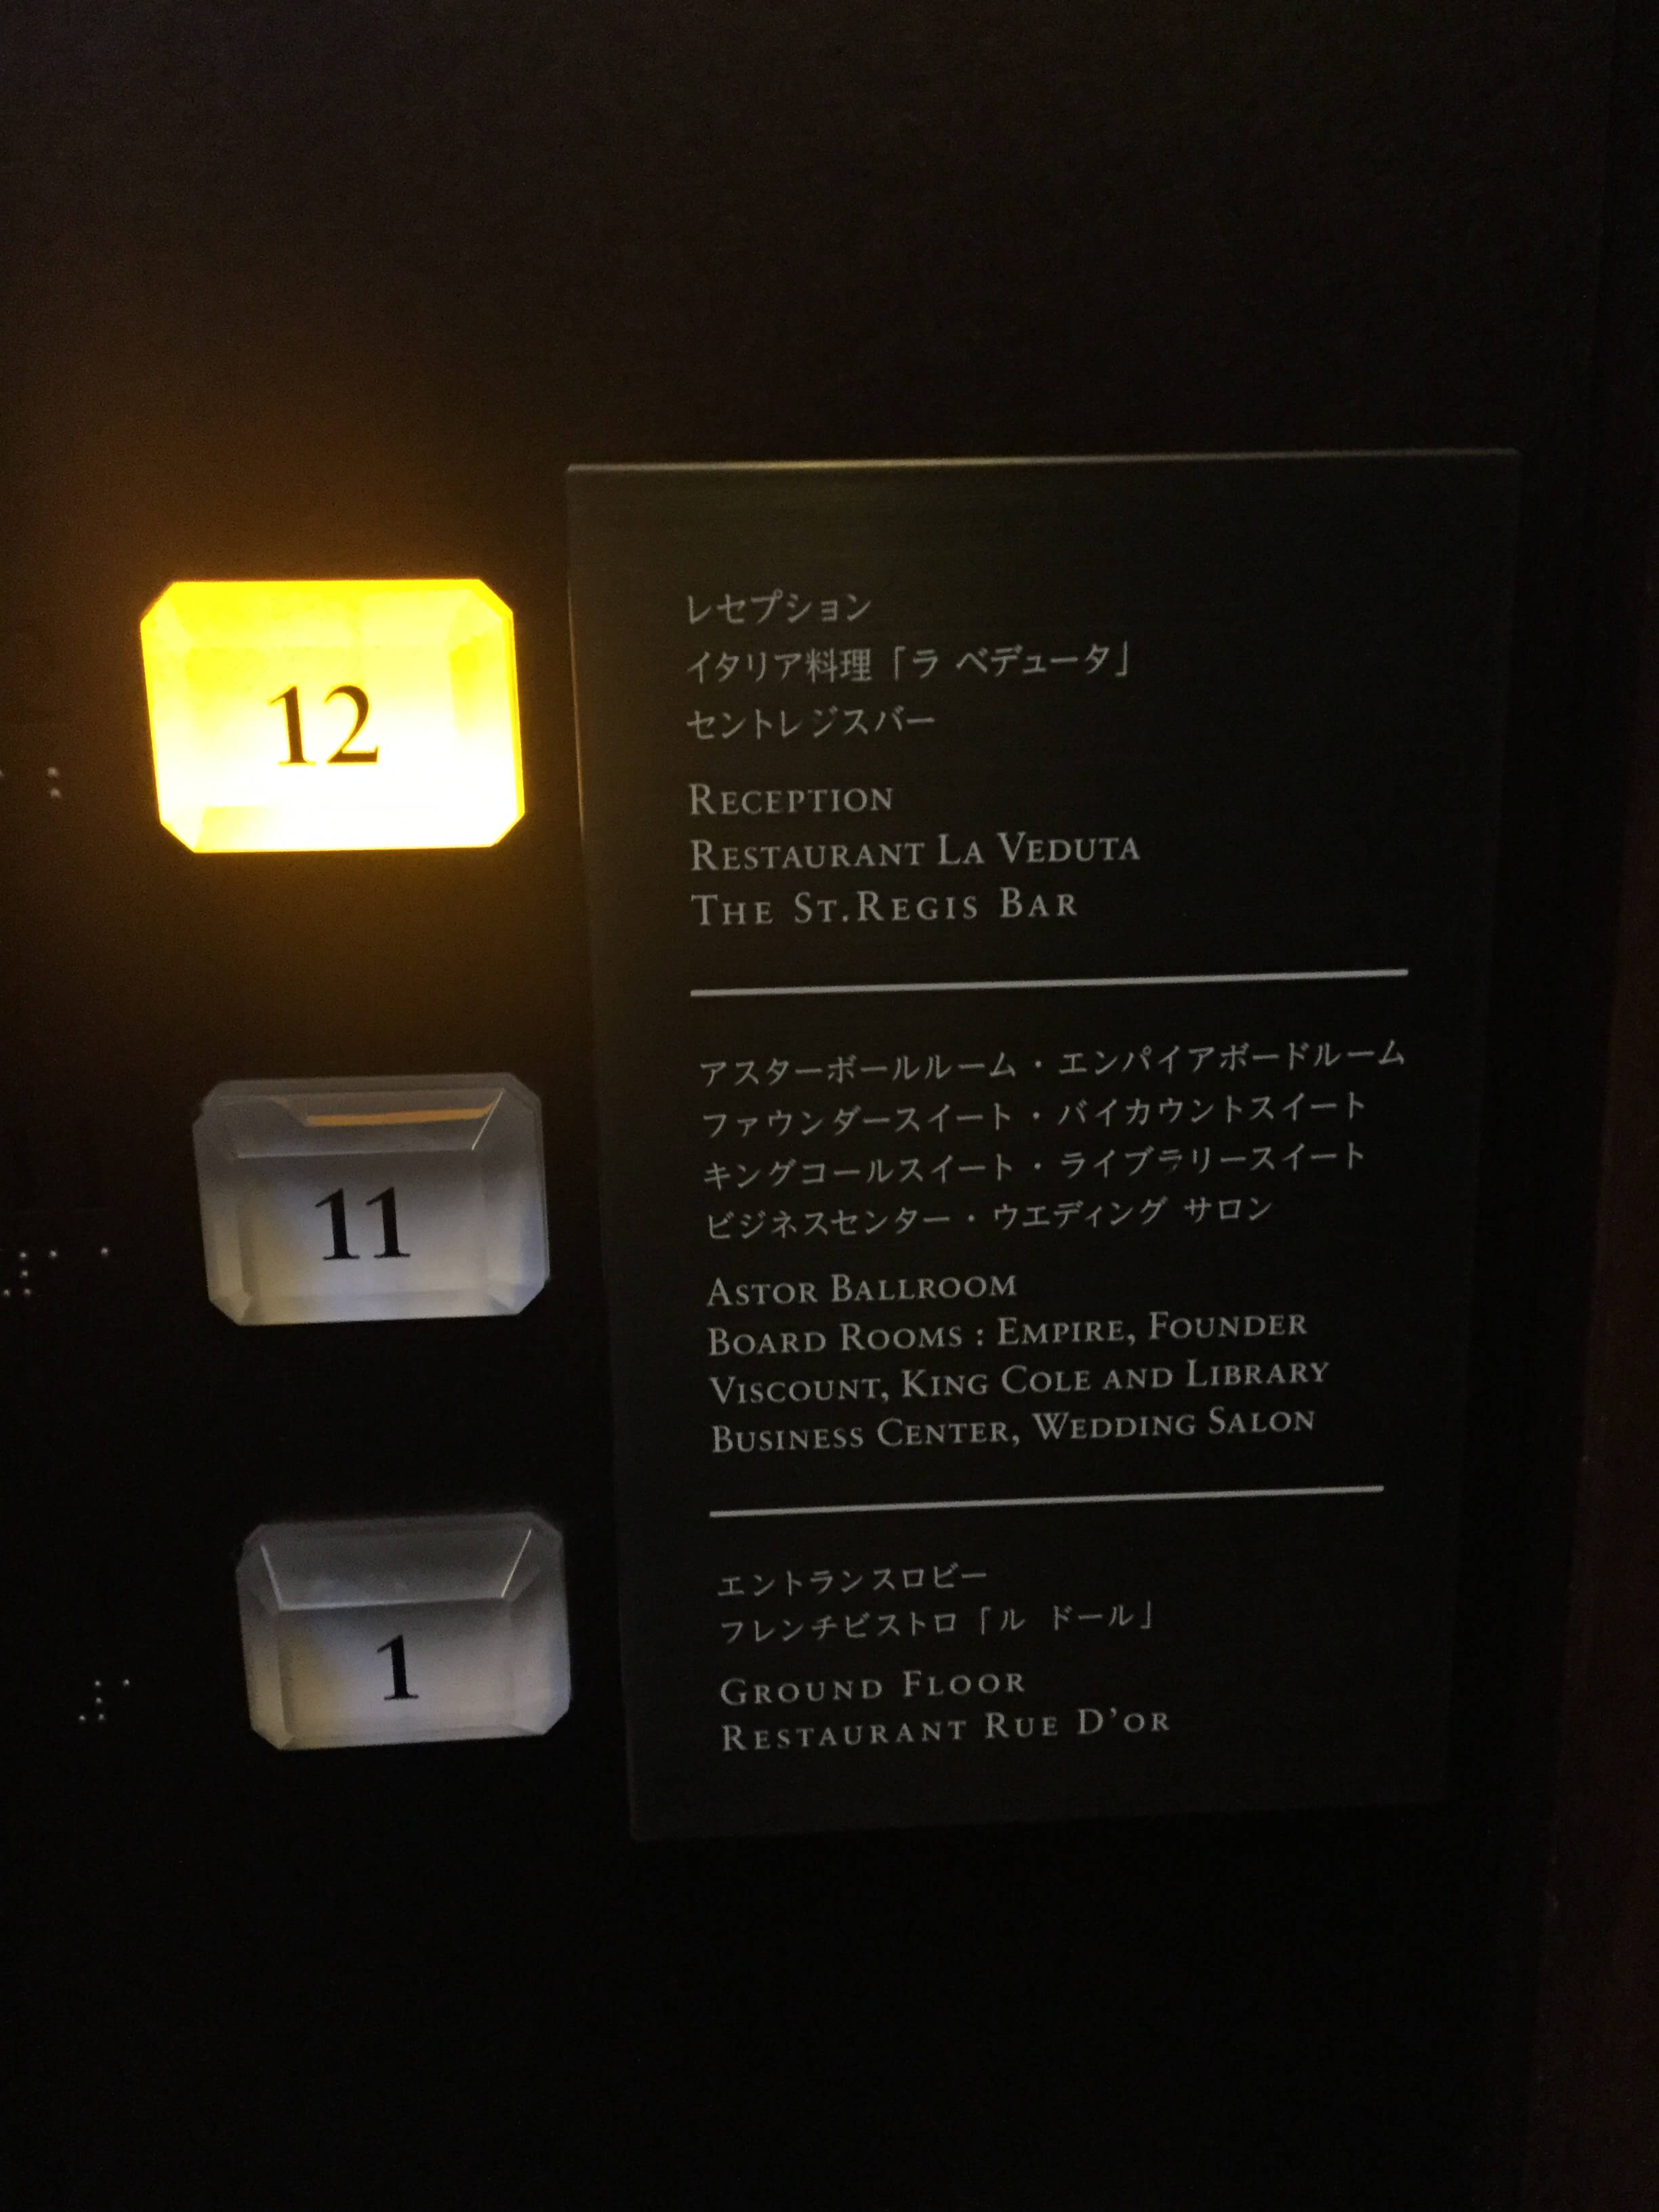 12
レセプション
イタリア料理「ラ ベデュータ」
セントレジスバー
RECEPTION
RESTAURANT LA VEDUTA
THE ST.REGIS BAR
11
アスターボールルーム・エンパイアボードルーム
ファウンダースイート・バイカウントスイート
キングコールスイート・ライブラリースイート
ビジネスセンター・ウエディング サロン
ASTOR BALLROOM
BOARD ROOMS : EMPIRE, FOUNDER
VISCOUNT, KING COLE AND LIBRARY
BUSINESS CENTER, WEDDING SALON
1
エントランスロビー
フレンチビストロ「ル ドール」
GROUND FLOOR
RESTAURANT RUE D'OR